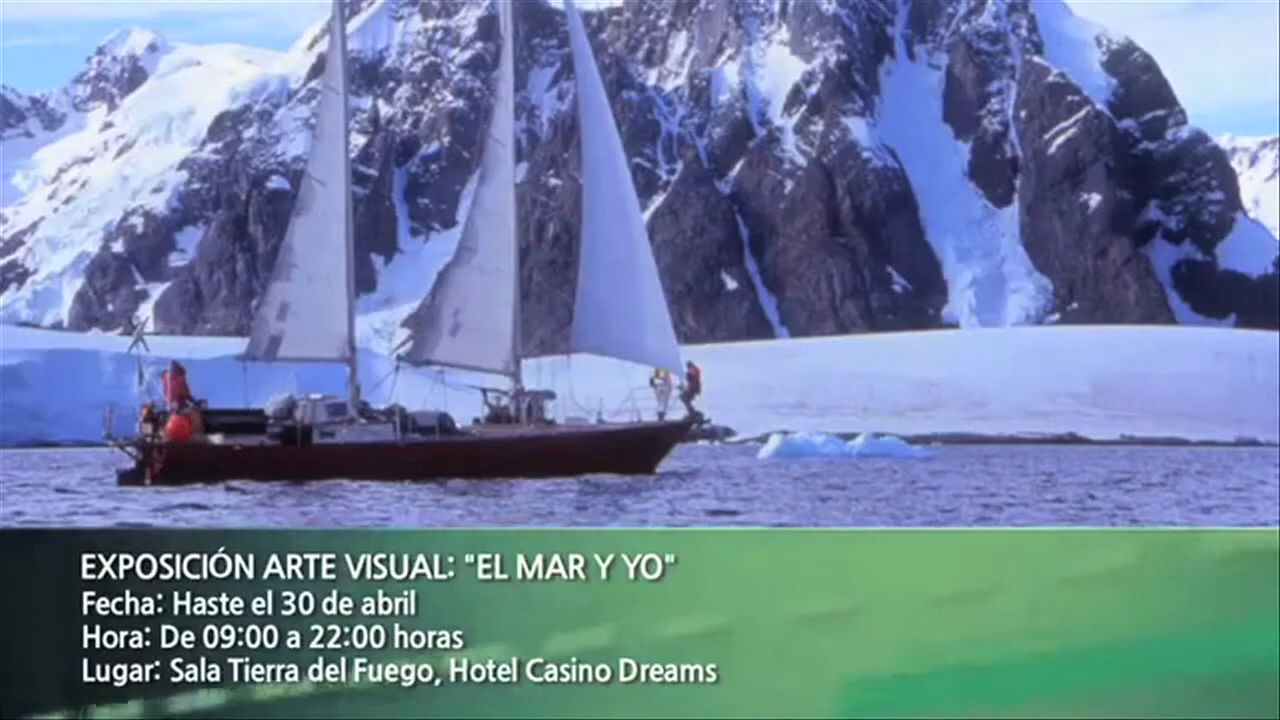 EXPOSICIÓN ARTE VISUAL: "EL MAR Y YO"
Fecha: Haste el 30 de abril
Hora: De 09:00 a 22:00 horas
Lugar: Sala Tierra del Fuego, Hotel Casino Dreams